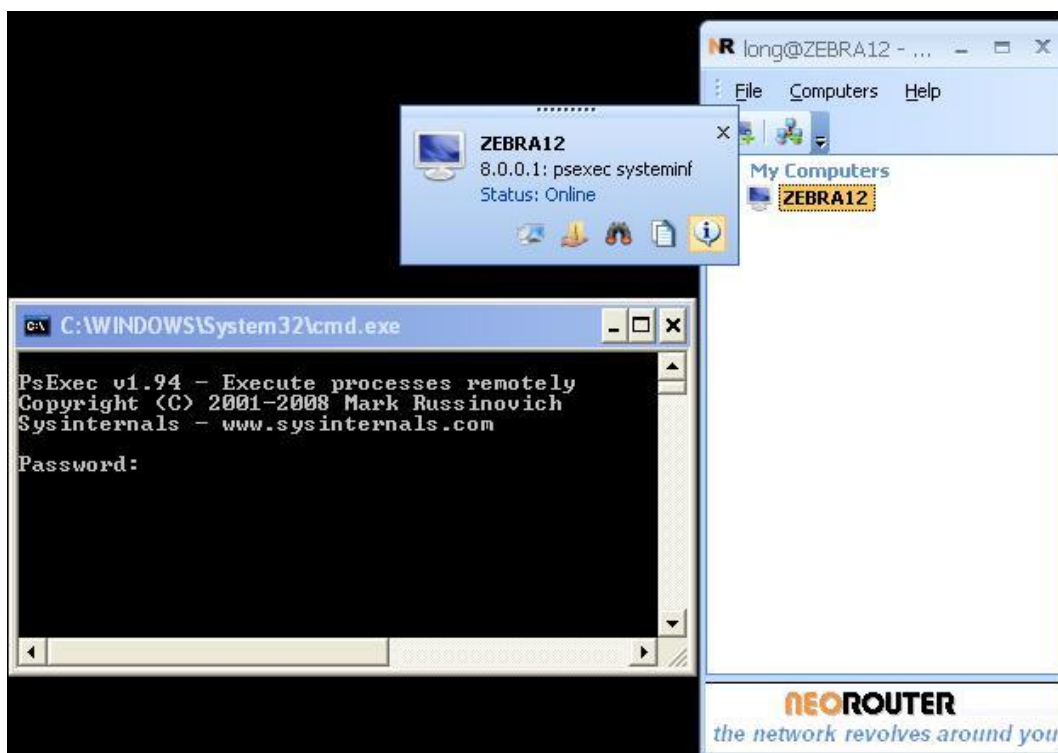 NR long@ZEBRA12 - ...
File Computers Help
My Computers
ZEBRA12
ZEBRA12
8.0.0.1: psexec systeminf
Status: Online
C:\WINDOWS\System32\cmd.exe
PsExec v1.94 - Execute processes remotely
Copyright (C) 2001-2008 Mark Russinovich
Sysinternals - www.sysinternals.com
Password:
NEOROUTER
the network revolves around you